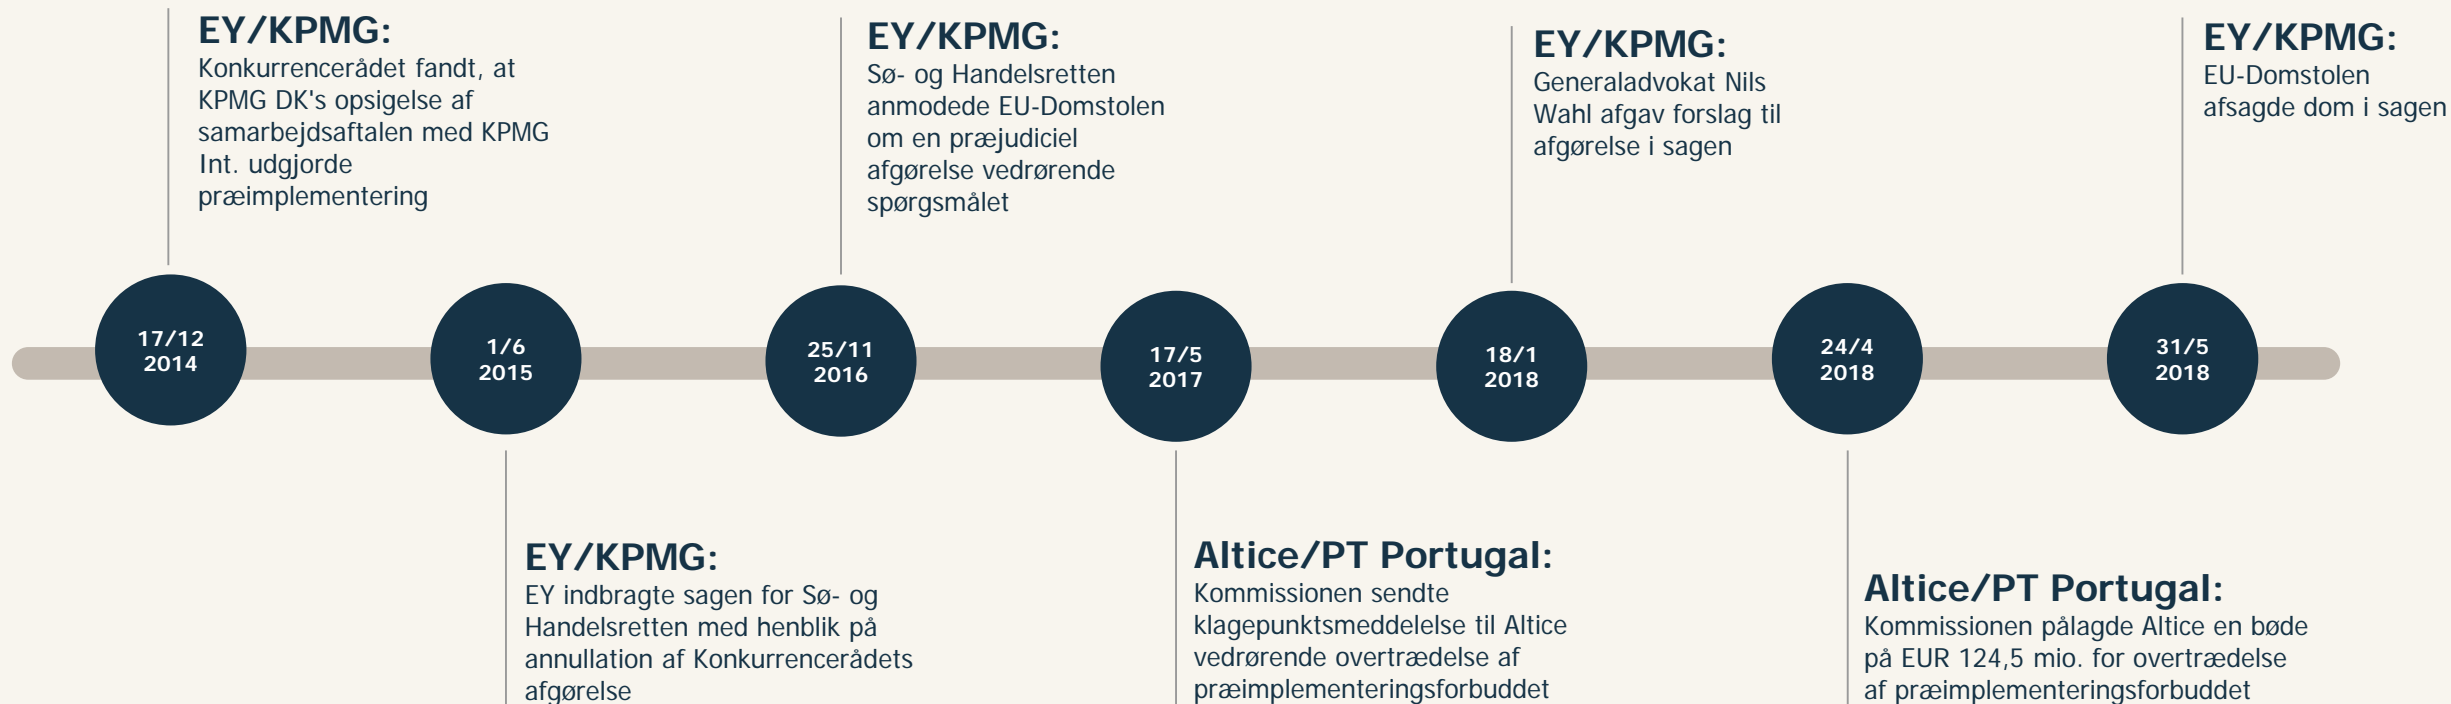 EY/KPMG:
Konkurrencerådet fandt, at
KPMG DK's opsigelse af
samarbejdsaftalen med KPMG
Int. udgjorde
præimplementering
EY/KPMG:
Sø- og Handelsretten
anmodede EU-Domstolen
om en præjudiciel
afgørelse vedrørende
spørgsmålet
EY/KPMG:
Generaladvokat Nils
Wahl afgav forslag til
afgørelse i sagen
EY/KPMG:
EU-Domstolen
afsagde dom i sagen
17/12
2014
1/6
2015
25/11
2016
17/5
2017
18/1
2018
24/4
2018
31/5
2018
EY/KPMG:
EY indbragte sagen for Sø- og
Handelsretten med henblik på
annullation af Konkurrencerådets
afgørelse
Altice/PT Portugal:
Kommissionen sendte
klagepunktsmeddelelse til Altice
vedrørende overtrædelse af
præimplementeringsforbuddet
Altice/PT Portugal:
Kommissionen pålagde Altice en bøde
på EUR 124,5 mio. for overtrædelse
af præimplementeringsforbuddet